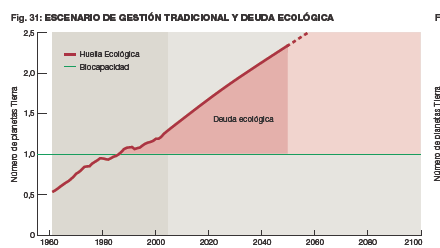 Fig. 31: ESCENARIO DE GESTIÓN TRADICIONAL Y DEUDA ECOLÓGICA
F
2,5
Huella Ecológica
Biocapacidad
2,0
1,5
Deuda ecológica
1,0
0,5
0
Número de planetas Tierra
Número de planetas Tierra
1960
1980
2000
2020
2040
2060
2080
2100